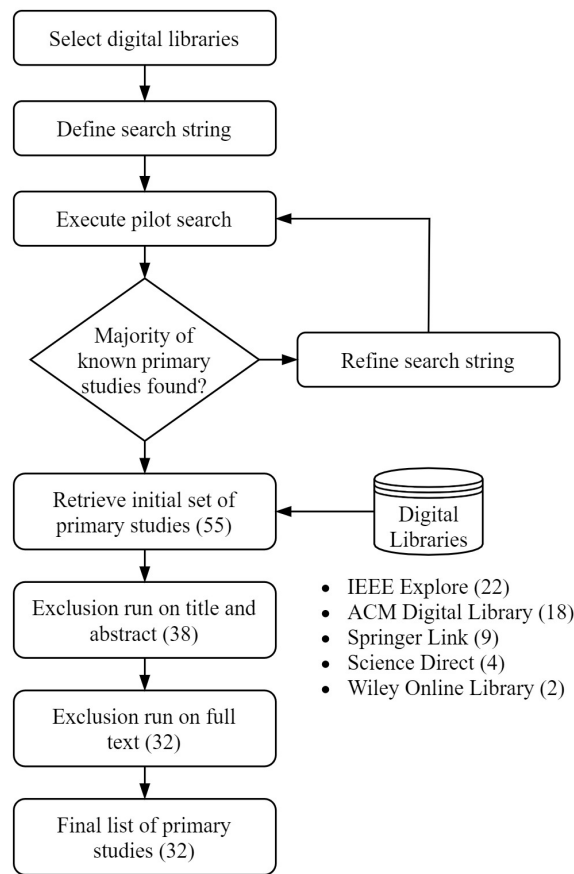 Select digital libraries
Define search string
Execute pilot search
Majority of
known primary
studies found?
Refine search string
Retrieve initial set of
primary studies (55)
Digital
Libraries
• IEEE Explore (22)
• ACM Digital Library (18)
• Springer Link (9)
• Science Direct (4)
• Wiley Online Library (2)
Exclusion run on title and
abstract (38)
Exclusion run on full
text (32)
Final list of primary
studies (32)